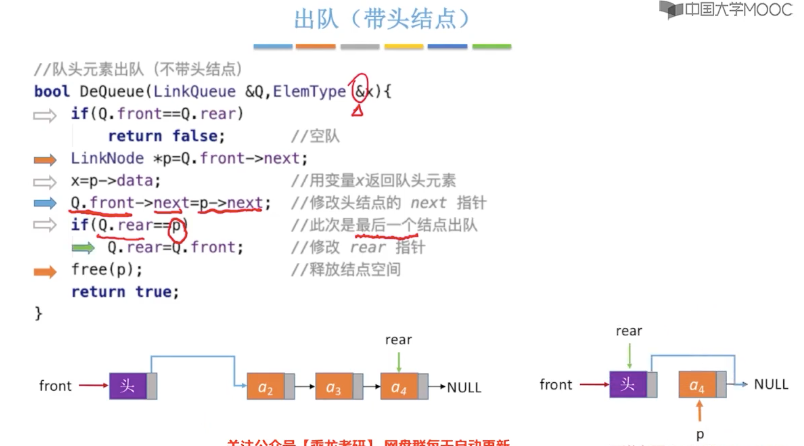 出队（带头结点）
中国大学MOOC
//队头元素出队（不带头结点）
bool DeQueue(LinkQueue &Q,ElemType &x){
if(Q.front==Q.rear)
return false; //空队
LinkNode *p=Q.front->next;
x=p->data; //用变量x返回队头元素
Q.front->next=p->next; //修改头结点的 next 指针
if(Q.rear==p) //此次是最后一个结点出队
Q.rear=Q.front; //修改 rear 指针
free(p); //释放结点空间
return true;
}
rear
front 头 a2 a3 a4 NULL
rear
front 头 a4 NULL
p